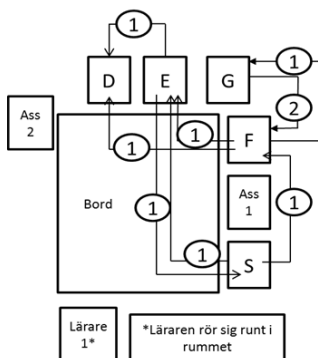 1
D
E
G
1
Ass
2
2
F
1
1
Bord
Ass
1
1
1
1
S
Lärare
1*
*Läraren rör sig runt i
rummet